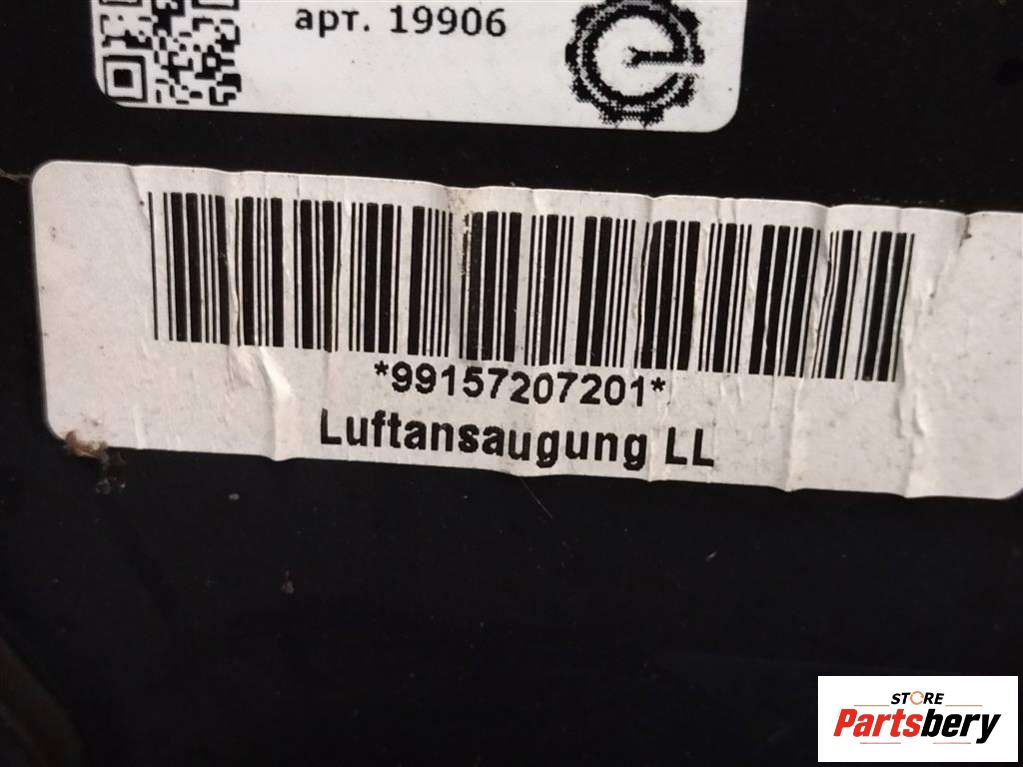 арт. 19906
*99157207201*
Luftansaugung LL
STORE
Partsbery